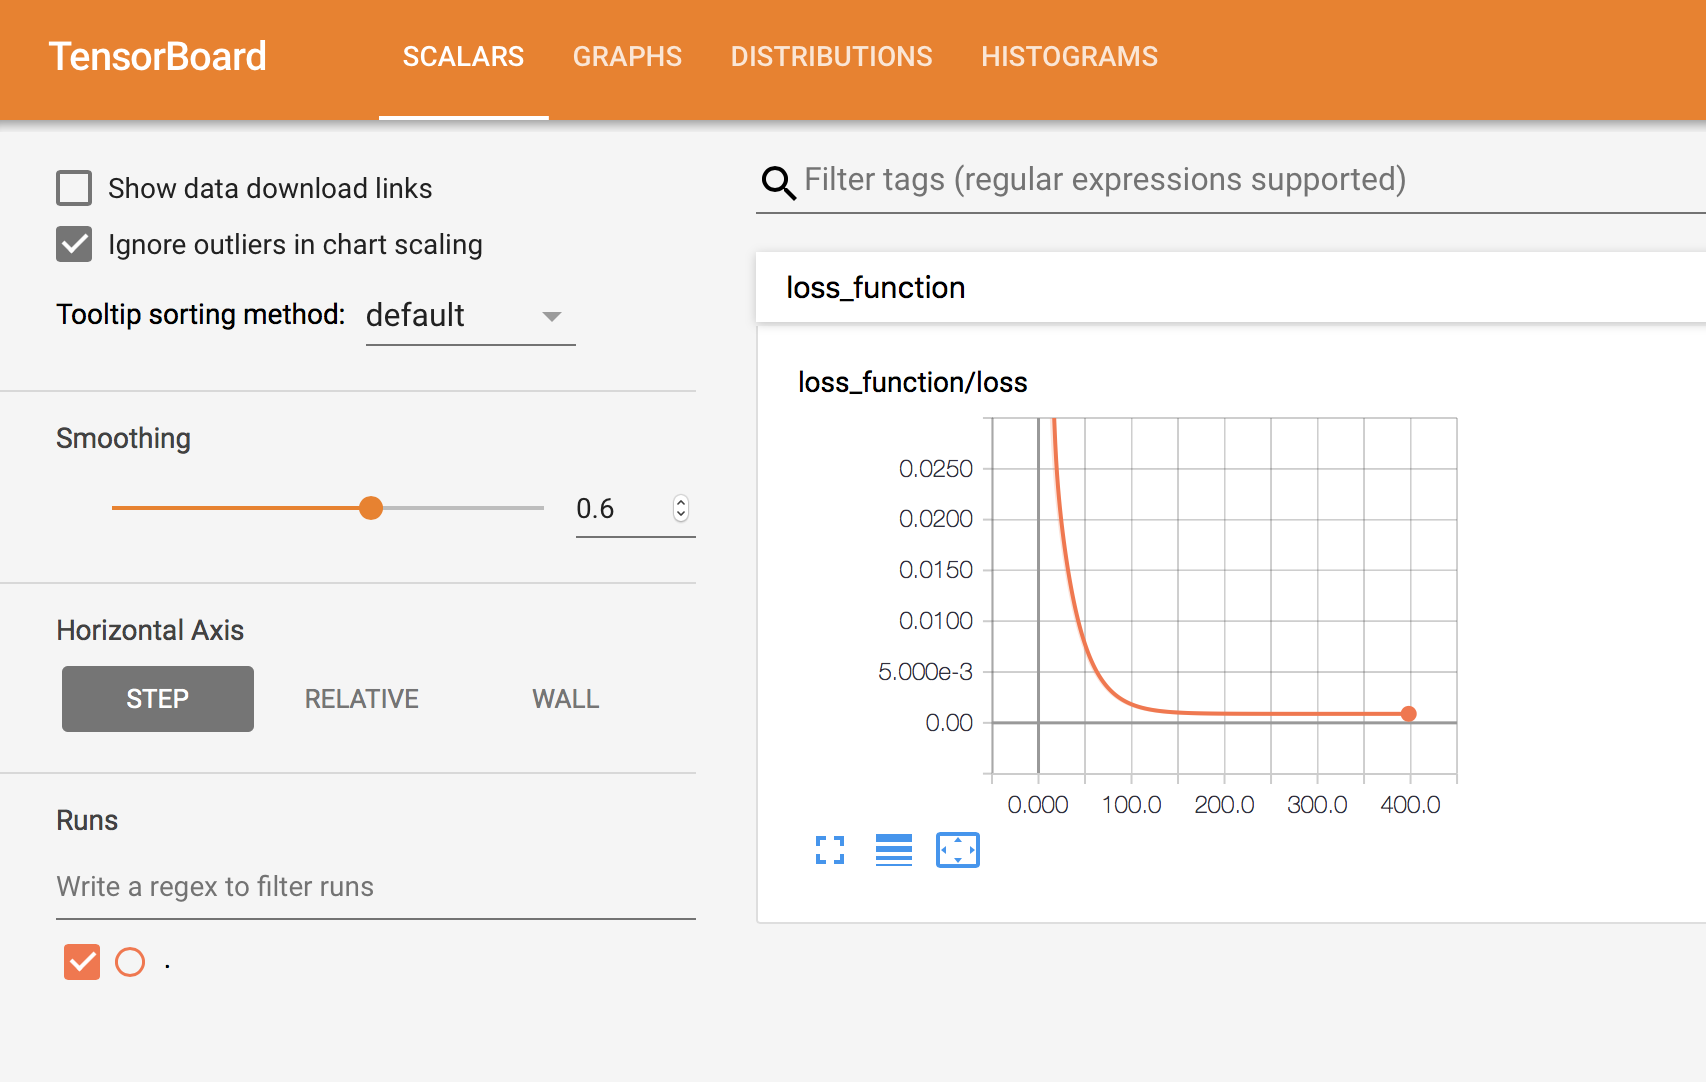 TensorBoard SCALARS GRAPHS DISTRIBUTIONS HISTOGRAMS
Show data download links
Ignore outliers in chart scaling
Tooltip sorting method: default
Smoothing
0.6
Horizontal Axis
STEP RELATIVE WALL
Runs
Write a regex to filter runs
.
Filter tags (regular expressions supported)
loss_function
loss_function/loss
0.0250
0.0200
0.0150
0.0100
5.000e-3
0.00
0.000 100.0 200.0 300.0 400.0